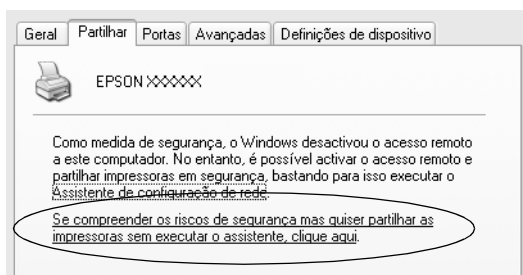 Geral Partilhar Portas Avançadas Definições de dispositivo
EPSON XXXXXX
Como medida de segurança, o Windows desactivou o acesso remoto
a este computador. No entanto, é possível activar o acesso remoto e
partilhar impressoras em segurança, bastando para isso executar o
Assistente de configuração de rede.
Se compreender os riscos de segurança mas quiser partilhar as
impressoras sem executar o assistente, clique aqui.